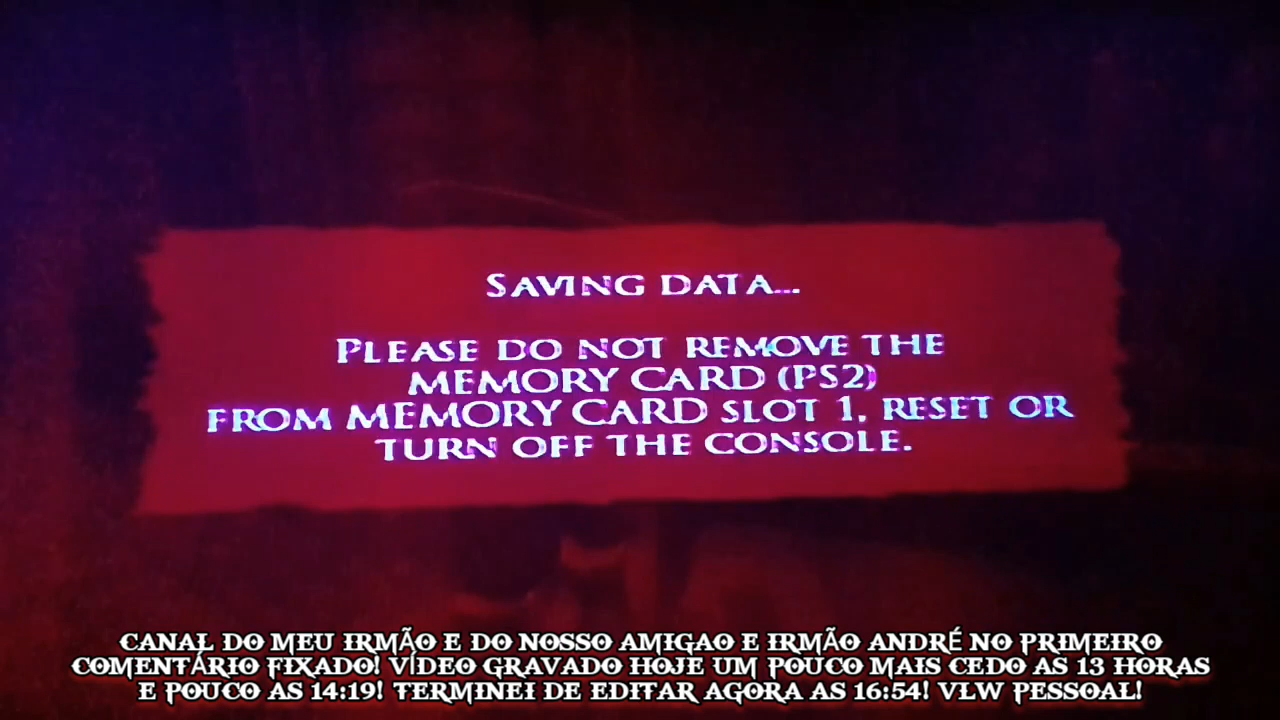 SAVING DATA...
PLEASE DO NOT REMOVE THE
MEMORY CARD (PS2)
FROM MEMORY CARD SLOT 1, RESET OR
TURN OFF THE CONSOLE.
CANAL DO MEU IRMÃO E DO NOSSO AMIGAO E IRMÃO ANDRÉ NO PRIMEIRO
COMENTÁRIO FIXADO! VÍDEO GRAVADO HOJE UM POUCO MAIS CEDO AS 13 HORAS
E POUCO AS 14:19! TERMINEI DE EDITAR AGORA AS 16:54! VLW PESSOAL!